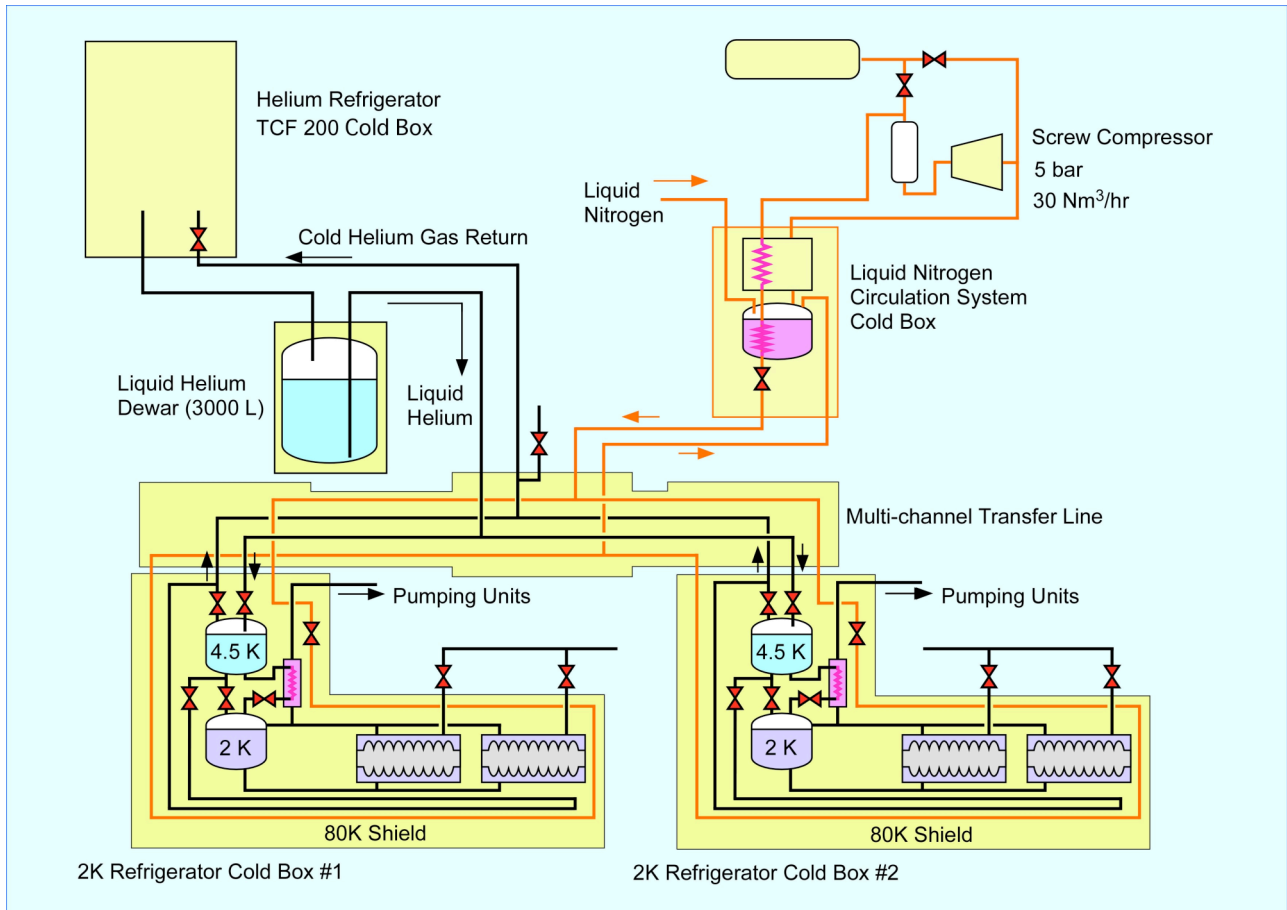 Helium Refrigerator
TCF 200 Cold Box
Screw Compressor
5 bar
30 Nm³/hr
Liquid
Nitrogen
Cold Helium Gas Return
Liquid Nitrogen
Circulation System
Cold Box
Liquid Helium
Dewar (3000 L)
Liquid
Helium
Multi-channel Transfer Line
Pumping Units
Pumping Units
4.5 K
4.5 K
2 K
2 K
80K Shield
80K Shield
2K Refrigerator Cold Box #1
2K Refrigerator Cold Box #2